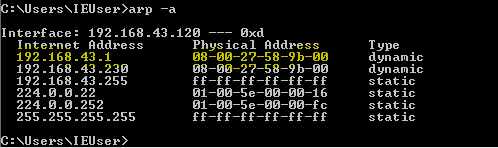 C:\Users\IEUser>arp -a
Interface: 192.168.43.120 --- 0xd
Internet Address Physical Address Type
192.168.43.1 08-00-27-58-9b-00 dynamic
192.168.43.230 08-00-27-58-9b-00 dynamic
192.168.43.255 ff-ff-ff-ff-ff-ff static
224.0.0.22 01-00-5e-00-00-16 static
224.0.0.252 01-00-5e-00-00-fc static
255.255.255.255 ff-ff-ff-ff-ff-ff static
C:\Users\IEUser>